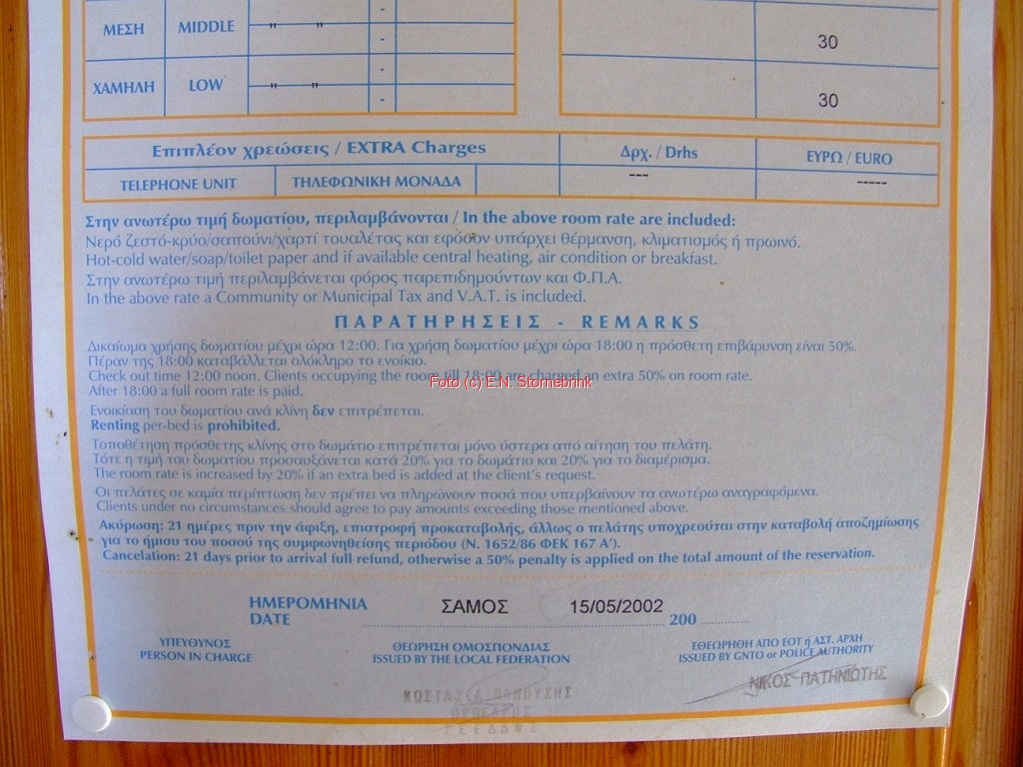 ΜΕΣΗ MIDDLE " " - - 30
ΧΑΜΗΛΗ LOW " " - - 30
Επιπλέον χρεώσεις / EXTRA Charges Δρχ. / Drhs ΕΥΡΩ / EURO
TELEPHONE UNIT ΤΗΛΕΦΩΝΙΚΗ ΜΟΝΑΔΑ --- -----
Στην ανωτέρω τιμή δωματίου, περιλαμβάνονται / In the above room rate are included:
Νερό ζεστό-κρύο/σαπούνι/χαρτί τουαλέτας και εφόσον υπάρχει θέρμανση, κλιματισμός ή πρωινό.
Hot-cold water/soap/toilet paper and if available central heating, air condition or breakfast.
Στην ανωτέρω τιμή περιλαμβάνεται φόρος παρεπιδημούντων και Φ.Π.Α.
In the above rate a Community or Municipal Tax and V.A.T. is included.
ΠΑΡΑΤΗΡΗΣΕΙΣ - REMARKS
Δικαίωμα χρήσης δωματίου μέχρι ώρα 12:00. Για χρήση δωματίου μέχρι ώρα 18:00 η πρόσθετη επιβάρυνση είναι 50%.
Πέραν της 18:00 καταβάλλεται ολόκληρο το ενοίκιο.
Check out time 12:00 noon. Clients occupying the room till 18:00 are charged an extra 50% on room rate.
Foto (c) E.N. Stornebrink
After 18:00 a full room rate is paid.
Ενοικίαση του δωματίου ανά κλίνη δεν επιτρέπεται.
Renting per-bed is prohibited.
Τοποθέτηση πρόσθετης κλίνης στο δωμάτιο επιτρέπεται μόνο ύστερα από αίτηση του πελάτη.
Τότε η τιμή του δωματίου προσαυξάνεται κατά 20% για το δωμάτιο και 20% για το διαμέρισμα.
The room rate is increased by 20% if an extra bed is added at the client's request.
Οι πελάτες σε καμία περίπτωση δεν πρέπει να πληρώνουν ποσά που υπερβαίνουν τα ανωτέρω αναγραφόμενα.
Clients under no circumstances should agree to pay amounts exceeding those mentioned above.
Ακύρωση: 21 ημέρες πριν την άφιξη, επιστροφή προκαταβολής, άλλως ο πελάτης υποχρεούται στην καταβολή αποζημίωσης
για το ήμισυ του ποσού της συμφωνηθείσης περιόδου (Ν. 1652/86 ΦΕΚ 167 Α').
Cancelation: 21 days prior to arrival full refund, otherwise a 50% penalty is applied on the total amount of the reservation.
ΗΜΕΡΟΜΗΝΙΑ ΣΑΜΟΣ 15/05/2002
DATE 200
ΥΠΕΥΘΥΝΟΣ ΘΕΩΡΗΣΗ ΟΜΟΣΠΟΝΔΙΑΣ ΕΘΕΩΡΗΘΗ ΑΠΟ ΕΟΤ ή ΑΣΤ. ΑΡΧΗ
PERSON IN CHARGE ISSUED BY THE LOCAL FEDERATION ISSUED BY GNTO or POLICE AUTHORITY
ΝΙΚΟΣ ΠΑΤΗΝΙΩΤΗΣ
ΠΡΟΕΔΡΟΣ